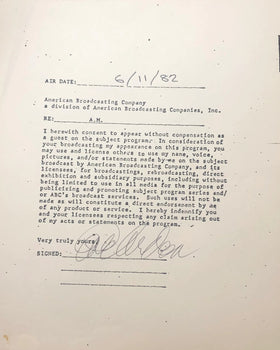 AIR DATE: 6/11/82
American Broadcasting Company
a division of American Broadcasting Companies, Inc.
RE: A.M.
I herewith consent to appear without compensation as
a guest on the subject program. In consideration of
your broadcasting my appearance on this program, you
may use and license others to use my name, voice,
pictures, and/or statements made by me on the subject
broadcast by American Broadcasting Company, and its
licensees, for broadcasting, rebroadcasting, direct
exhibition and subsidiary purposes, including without
being limited to use in all media for the purpose of
publicizing and promoting subject program series and/
or ABC's broadcast services. Such uses will not be
made as will constitute a direct endorsement by me
of any product or service. I hereby indemnify you
and your licensees respecting any claim arising out
of my acts or statements on the program.
Very truly yours,
SIGNED: